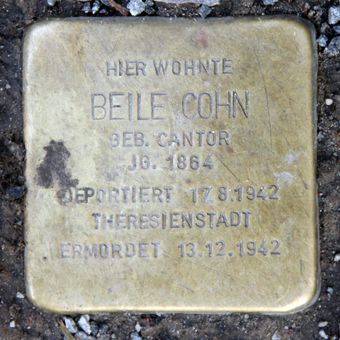 HIER WOHNTE
BEILE COHN
GEB. CANTOR
JG. 1864
DEPORTIERT 17.8.1942
THERESIENSTADT
ERMORDET 13.12.1942